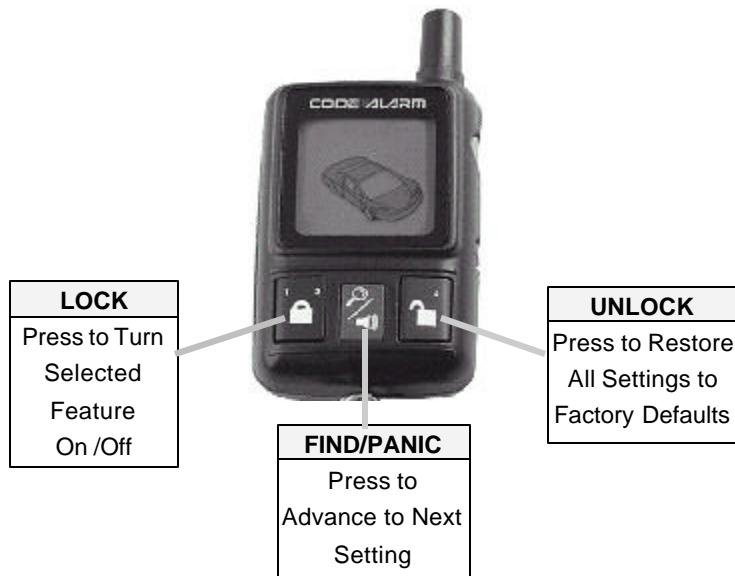 CODE ALARM
LOCK
Press to Turn
Selected
Feature
On /Off
FIND/PANIC
Press to
Advance to Next
Setting
UNLOCK
Press to Restore
All Settings to
Factory Defaults